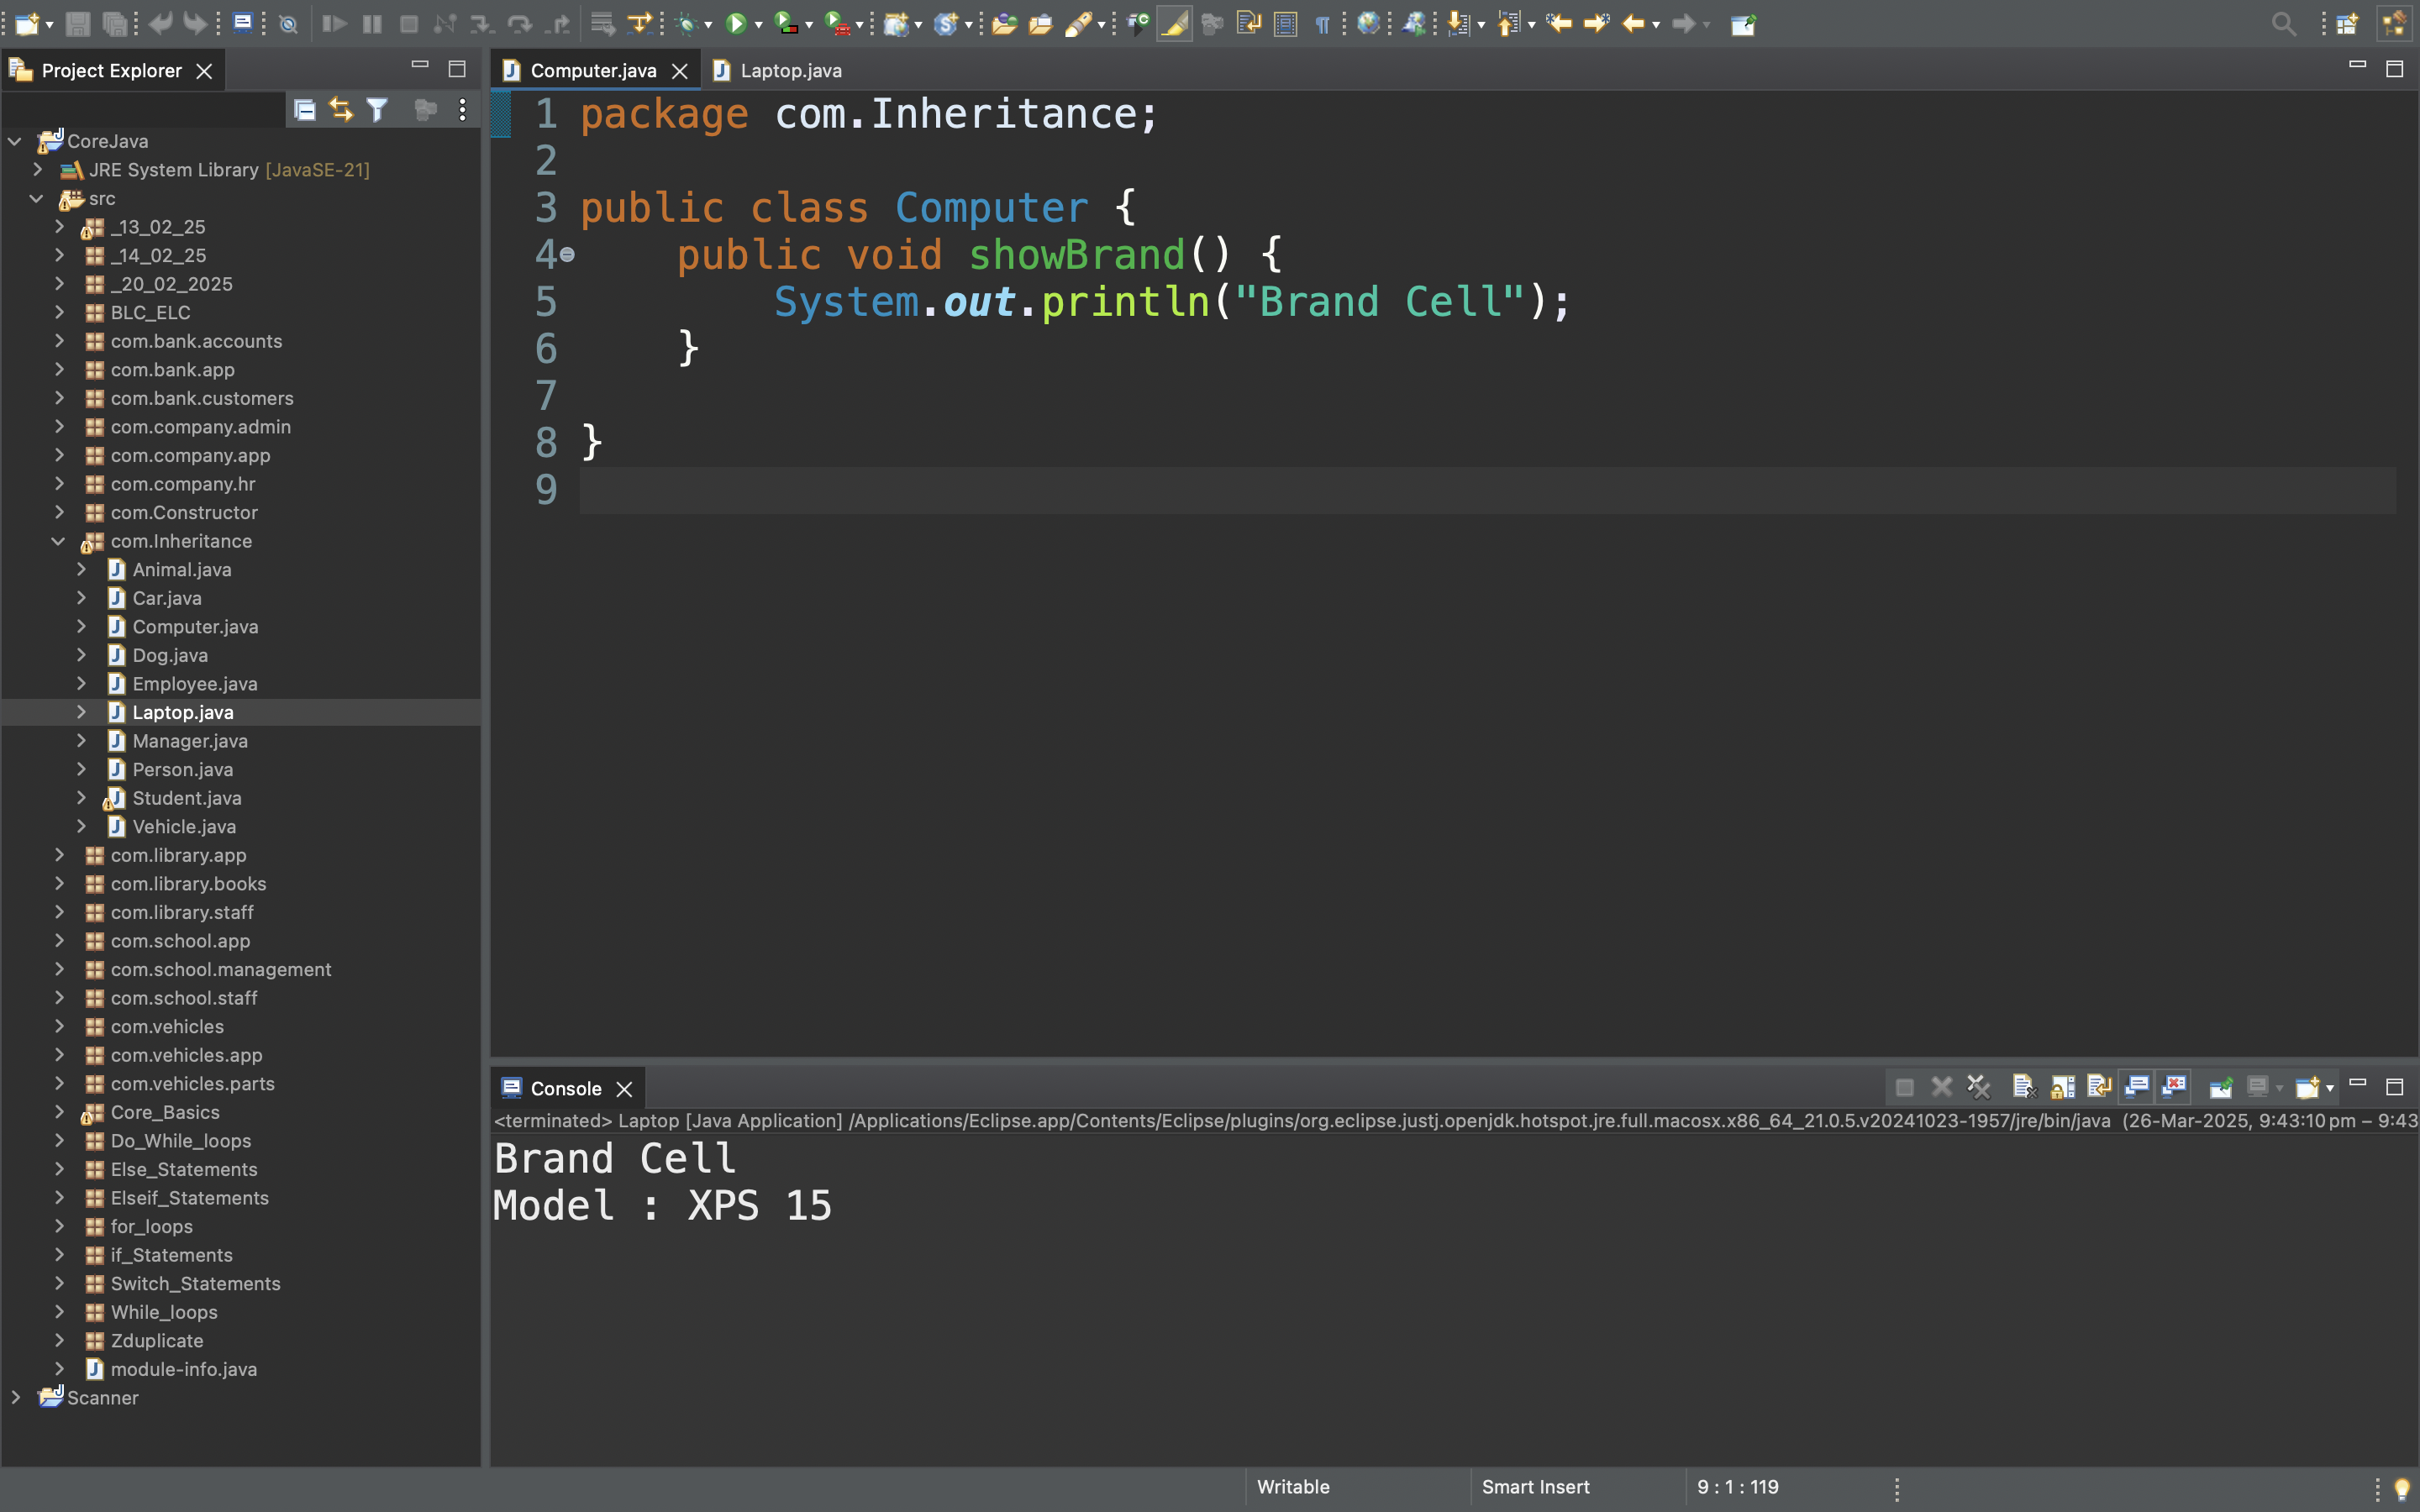 Project Explorer
CoreJava
JRE System Library [JavaSE-21]
src
_13_02_25
_14_02_25
_20_02_2025
BLC_ELC
com.bank.accounts
com.bank.app
com.bank.customers
com.company.admin
com.company.app
com.company.hr
com.Constructor
com.Inheritance
Animal.java
Car.java
Computer.java
Dog.java
Employee.java
Laptop.java
Manager.java
Person.java
Student.java
Vehicle.java
com.library.app
com.library.books
com.library.staff
com.school.app
com.school.management
com.school.staff
com.vehicles
com.vehicles.app
com.vehicles.parts
Core_Basics
Do_While_loops
Else_Statements
Elseif_Statements
for_loops
if_Statements
Switch_Statements
While_loops
Zduplicate
module-info.java
Scanner
Computer.java Laptop.java
1 package com.Inheritance;
2
3 public class Computer {
4 public void showBrand() {
5 System.out.println("Brand Cell");
6 }
7
8 }
9
Console
<terminated> Laptop [Java Application] /Applications/Eclipse.app/Contents/Eclipse/plugins/org.eclipse.justj.openjdk.hotspot.jre.full.macosx.x86_64_21.0.5.v20241023-1957/jre/bin/java (26-Mar-2025, 9:43:10 pm – 9:43
Brand Cell
Model : XPS 15
Writable Smart Insert 9 : 1 : 119